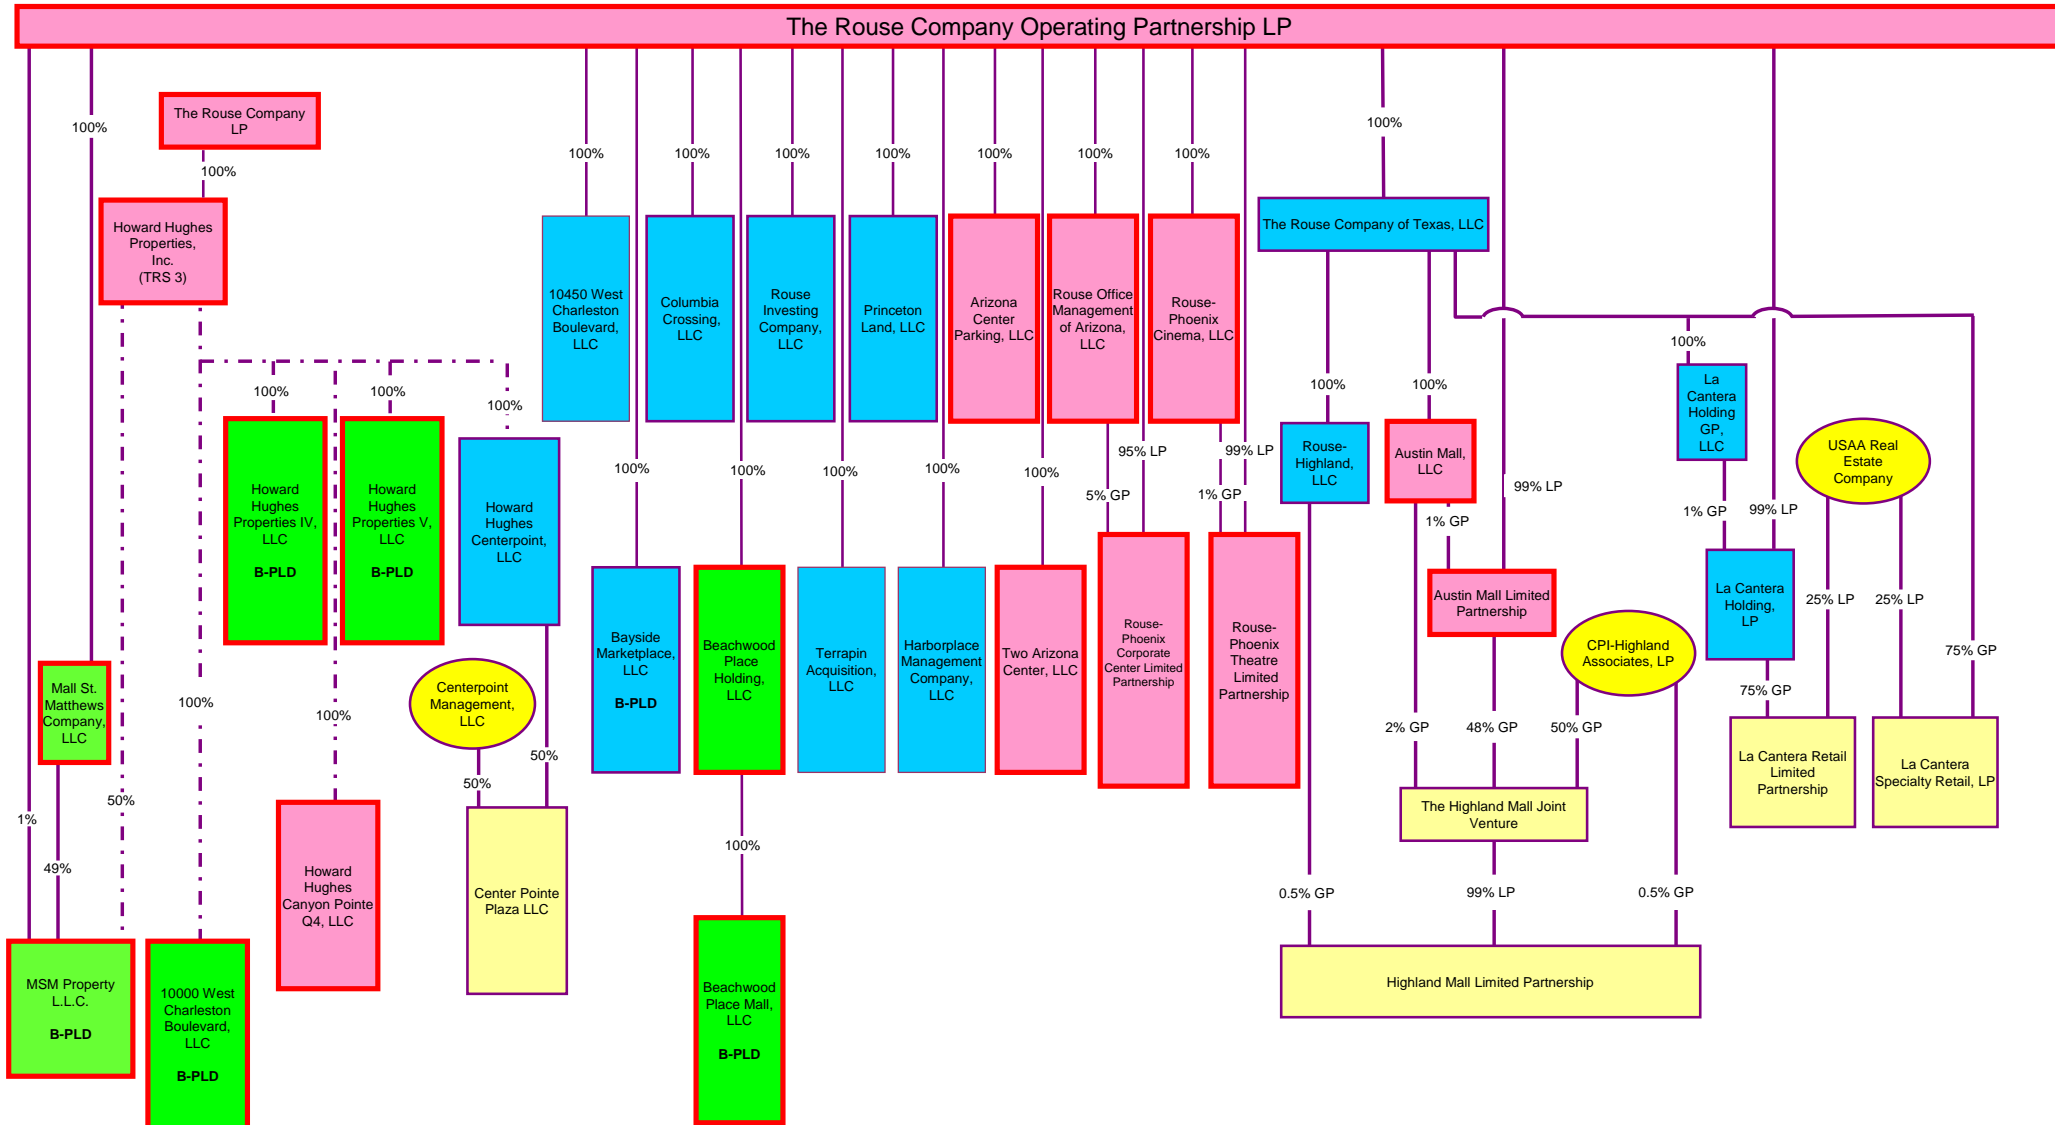 The Rouse Company Operating Partnership LP
100%
The Rouse Company
LP
100%
Howard Hughes
Properties,
Inc.
(TRS 3)
100%
100%
100%
100%
100%
100%
100%
100%
The Rouse Company of Texas, LLC
10450 West
Charleston
Boulevard,
LLC
Columbia
Crossing,
LLC
Rouse
Investing
Company,
LLC
Princeton
Land, LLC
Arizona
Center
Parking, LLC
Rouse Office
Management
of Arizona,
LLC
Rouse-
Phoenix
Cinema, LLC
100%
100%
100%
100%
100%
100%
La
Cantera
Holding
GP,
LLC
Howard
Hughes
Properties IV,
LLC
B-PLD
Howard
Hughes
Properties V,
LLC
B-PLD
Howard
Hughes
Centerpoint,
LLC
100%
100%
100%
100%
100%
95% LP
99% LP
5% GP
1% GP
Rouse-
Highland,
LLC
Austin Mall,
LLC
USAA Real
Estate
Company
99% LP
1% GP
1% GP
99% LP
Bayside
Marketplace,
LLC
B-PLD
Beachwood
Place
Holding,
LLC
Terrapin
Acquisition,
LLC
Harborplace
Management
Company,
LLC
Two Arizona
Center, LLC
Rouse-
Phoenix
Corporate
Center Limited
Partnership
Rouse-
Phoenix
Theatre
Limited
Partnership
Austin Mall Limited
Partnership
La Cantera
Holding,
LP
25% LP
25% LP
CPI-Highland
Associates, LP
75% GP
Mall St.
Matthews
Company,
LLC
100%
100%
Centerpoint
Management,
LLC
75% GP
2% GP
48% GP
50% GP
50%
50%
50%
1%
49%
La Cantera Retail
Limited
Partnership
La Cantera
Specialty Retail, LP
The Highland Mall Joint
Venture
100%
Howard
Hughes
Canyon Pointe
Q4, LLC
Center Pointe
Plaza LLC
0.5% GP
99% LP
0.5% GP
MSM Property
L.L.C.
B-PLD
10000 West
Charleston
Boulevard,
LLC
B-PLD
Beachwood
Place Mall,
LLC
B-PLD
Highland Mall Limited Partnership